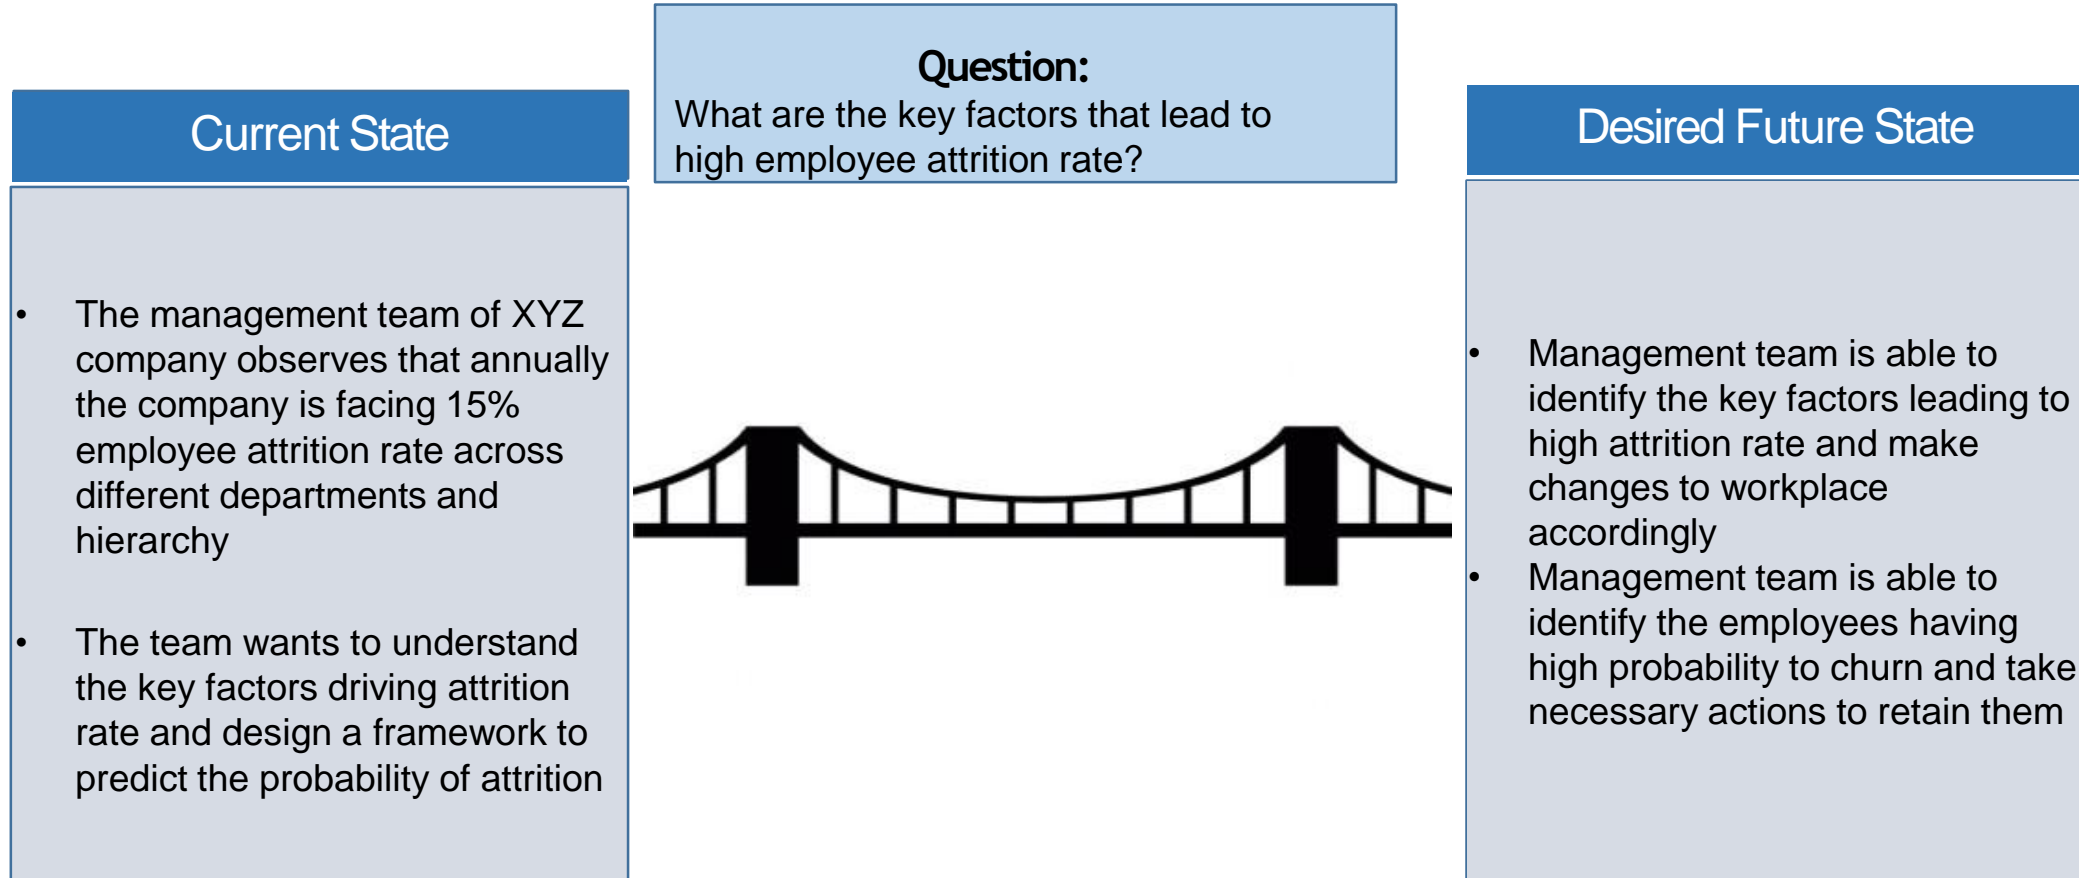 Current State
• The management team of XYZ
company observes that annually
the company is facing 15%
employee attrition rate across
different departments and
hierarchy
• The team wants to understand
the key factors driving attrition
rate and design a framework to
predict the probability of attrition
Question:
What are the key factors that lead to
high employee attrition rate?
Desired Future State
• Management team is able to
identify the key factors leading to
high attrition rate and make
changes to workplace
accordingly
• Management team is able to
identify the employees having
high probability to churn and take
necessary actions to retain them